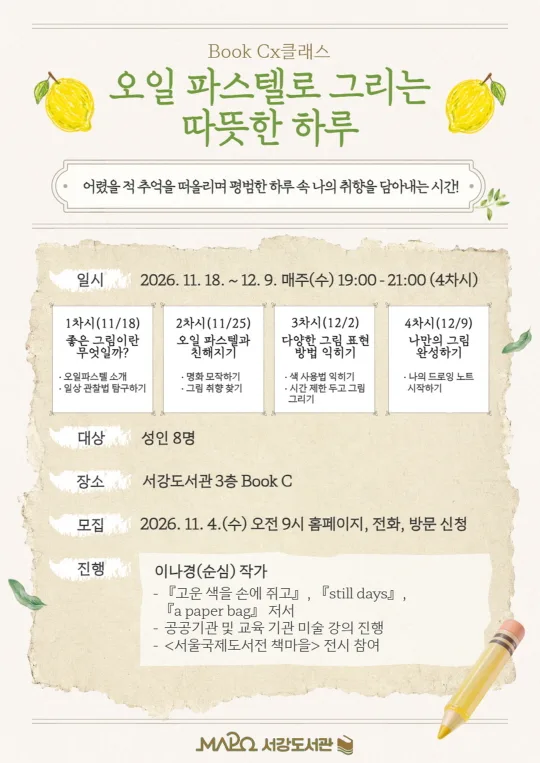 Book Cx클래스
오일 파스텔로 그리는
따뜻한 하루
어렸을 적 추억을 떠올리며 평범한 하루 속 나의 취향을 담아내는 시간!
일시
2026. 11. 18. ~ 12. 9. 매주(수) 19:00 - 21:00 (4차시)
1차시(11/18)
좋은 그림이란
무엇일까?
· 오일파스텔 소개
· 일상 관찰법 탐구하기
2차시(11/25)
오일 파스텔과
친해지기
· 명화 모작하기
· 그림 취향 찾기
3차시(12/2)
다양한 그림 표현
방법 익히기
· 색 사용법 익히기
· 시간 제한 두고 그림
그리기
4차시(12/9)
나만의 그림
완성하기
· 나의 드로잉 노트
시작하기
대상
성인 8명
장소
서강도서관 3층 Book C
모집
2026. 11. 4.(수) 오전 9시 홈페이지, 전화, 방문 신청
진행
이나경(순심) 작가
- 『고운 색을 손에 쥐고』, 『still days』,
『a paper bag』 저서
- 공공기관 및 교육 기관 미술 강의 진행
- <서울국제도서전 책마을> 전시 참여
MAPO 서강도서관